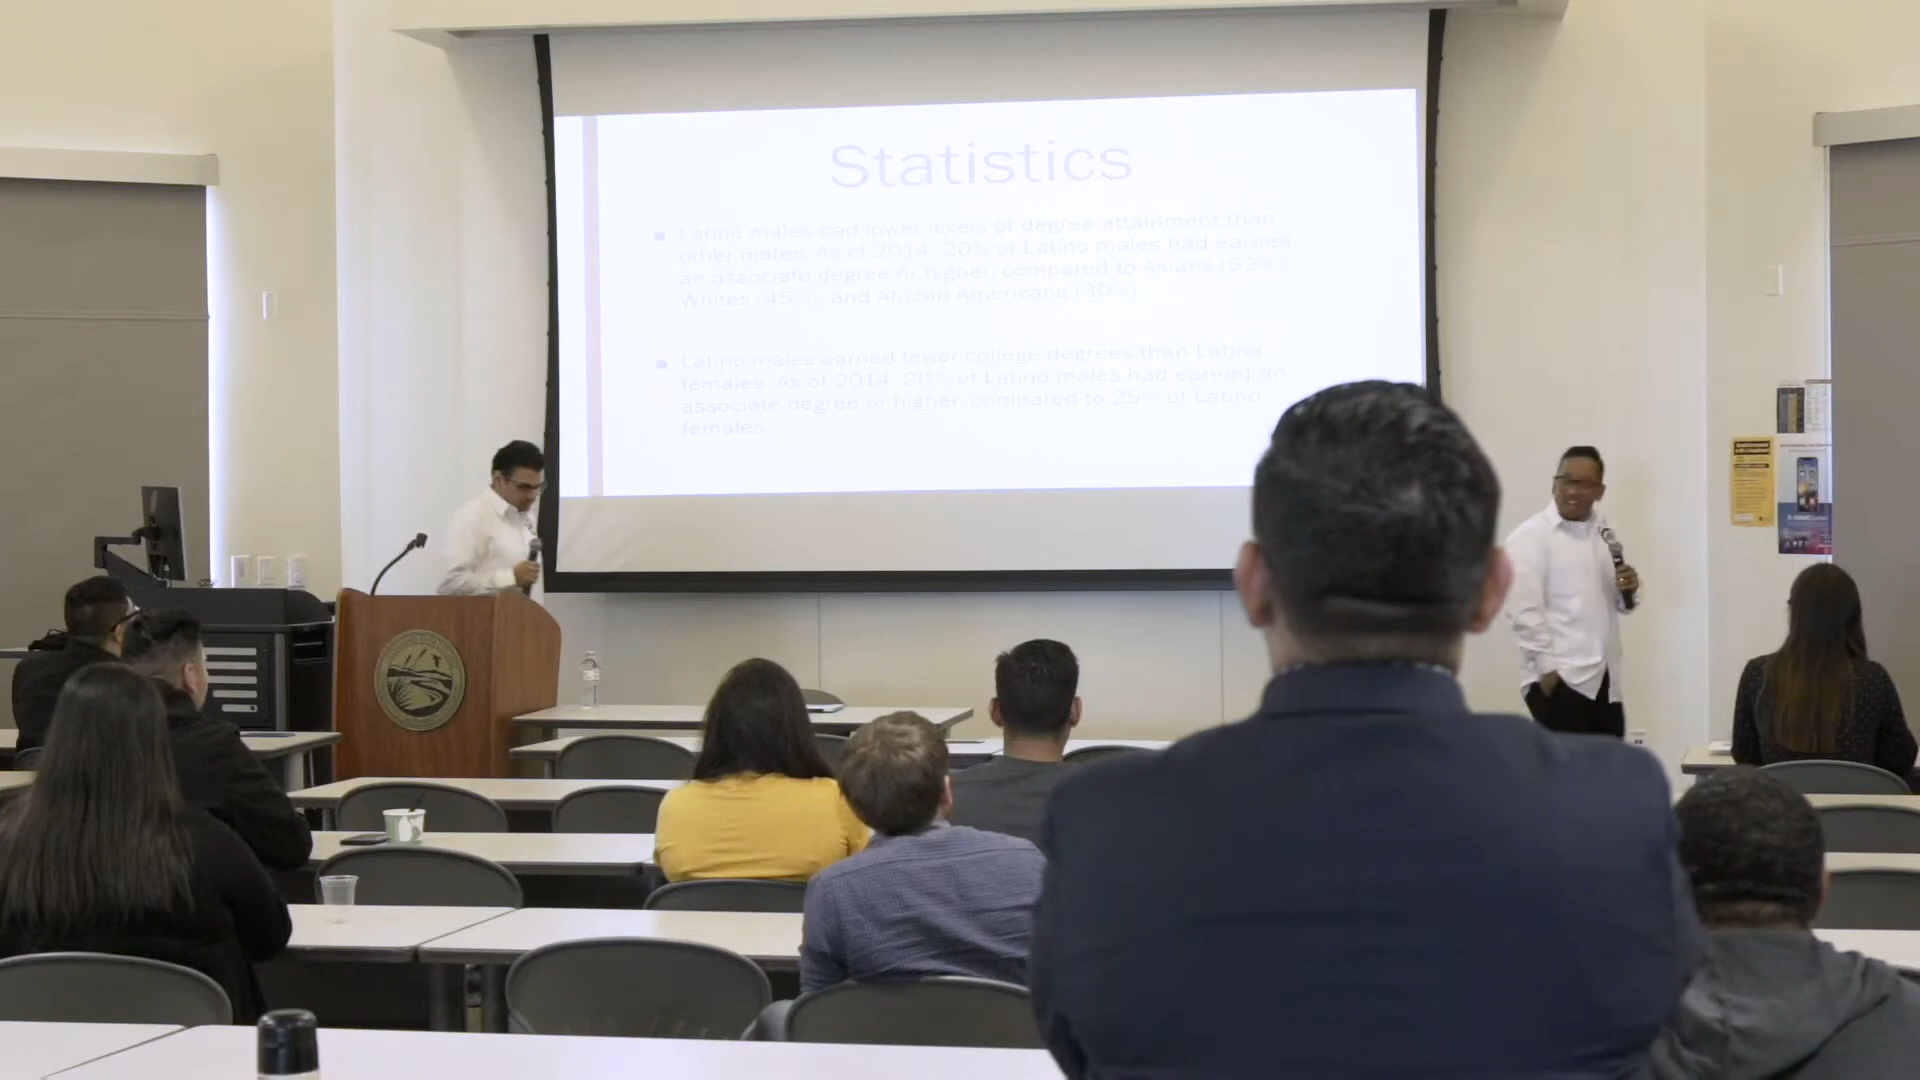 Statistics
Latino males had lower levels of degree attainment than
other males. As of 2014, 20% of Latino males had earned
an associate degree or higher, compared to Asians (62%),
Whites (45%), and African Americans (30%).
Latino males earned fewer college degrees than Latina
females. As of 2014, 20% of Latino males had earned an
associate degree or higher, compared to 25% of Latino
females.